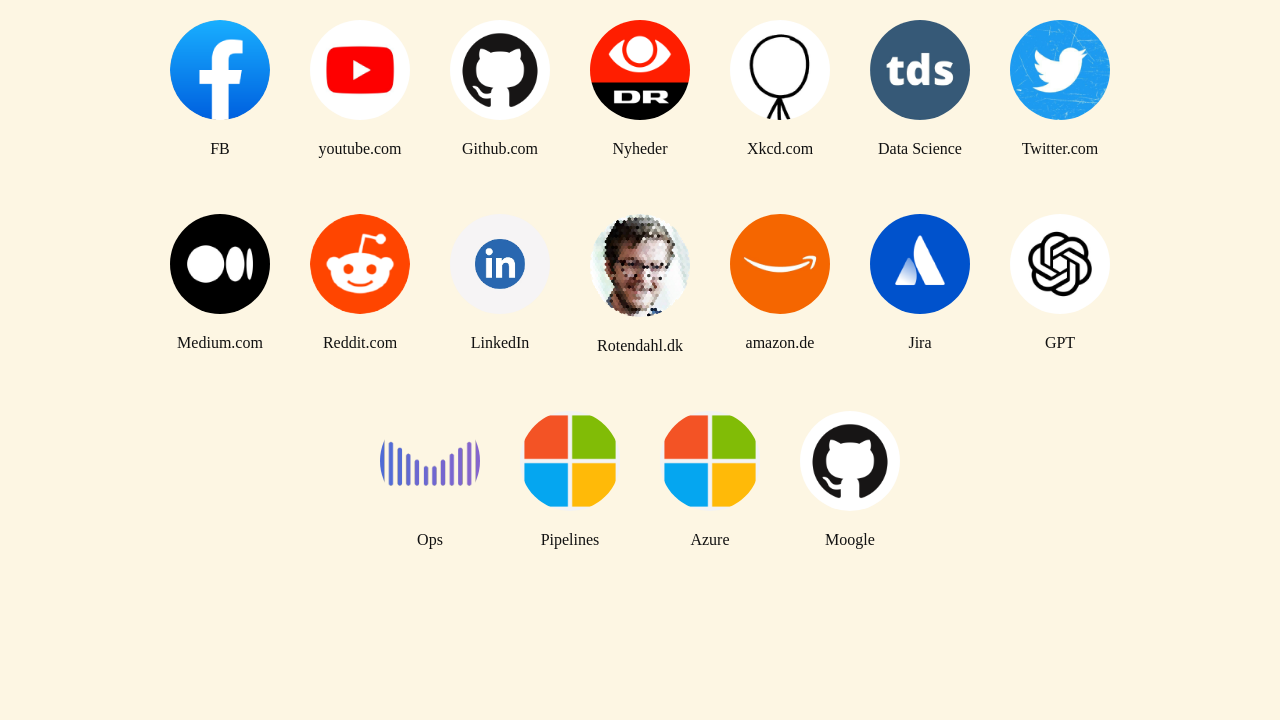 tds
DR
in
FB
youtube.com
Github.com
Nyheder
Xkcd.com
Data Science
Twitter.com
Medium.com
Reddit.com
LinkedIn
Rotendahl.dk
amazon.de
Jira
GPT
Ops
Pipelines
Azure
Moogle